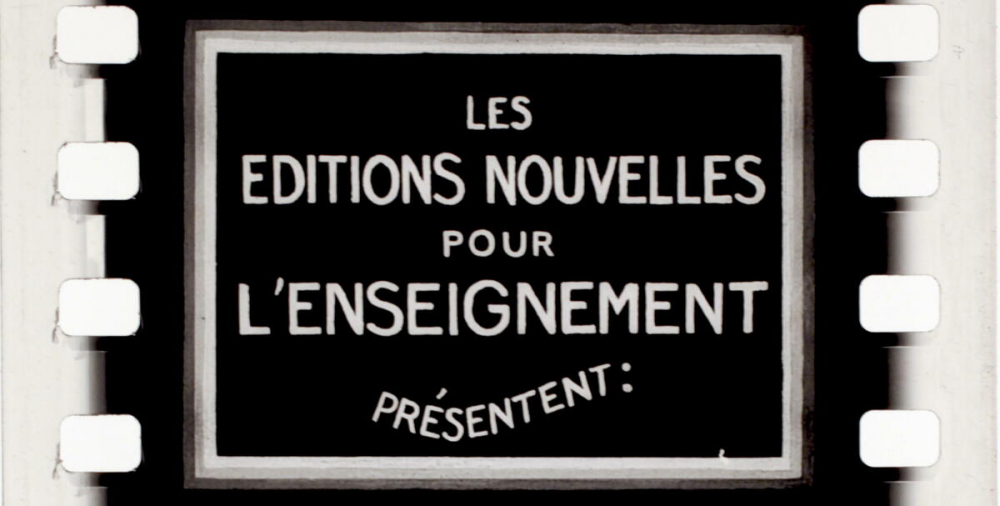 LES
EDITIONS NOUVELLES
POUR
L'ENSEIGNEMENT
PRÉSENTENT: